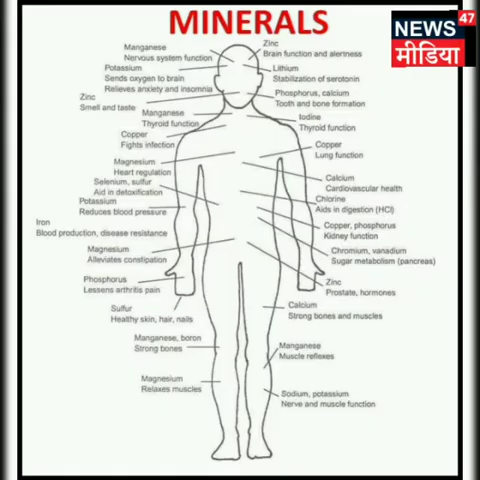 MINERALS
NEWS 47
मीडिया
Manganese
Nervous system function
Potassium
Sends oxygen to brain
Relieves anxiety and insomnia
Zinc
Smell and taste
Manganese
Thyroid function
Copper
Fights infection
Magnesium
Heart regulation
Selenium, sulfur
Aid in detoxification
Potassium
Reduces blood pressure
Iron
Blood production, disease resistance
Magnesium
Alleviates constipation
Phosphorus
Lessens arthritis pain
Sulfur
Healthy skin, hair, nails
Manganese, boron
Strong bones
Magnesium
Relaxes muscles
Zinc
Brain function and alertness
Lithium
Stabilization of serotonin
Phosphorus, calcium
Tooth and bone formation
Iodine
Thyroid function
Copper
Lung function
Calcium
Cardiovascular health
Chlorine
Aids in digestion (HCl)
Copper, phosphorus
Kidney function
Chromium, vanadium
Sugar metabolism (pancreas)
Zinc
Prostate, hormones
Calcium
Strong bones and muscles
Manganese
Muscle reflexes
Sodium, potassium
Nerve and muscle function